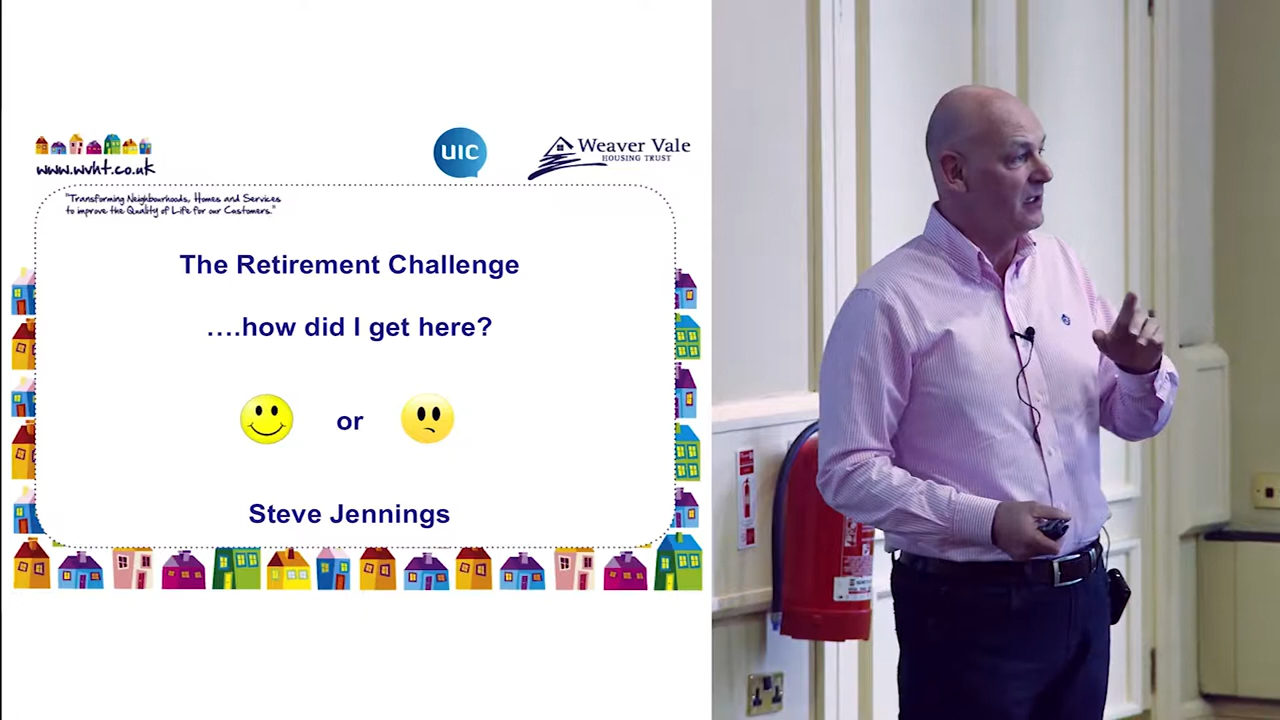 www.wvht.co.uk
UIC
Weaver Vale
HOUSING TRUST
"Transforming Neighbourhoods, Homes and Services
to improve the Quality of Life for our Customers."
The Retirement Challenge
....how did I get here?
or
Steve Jennings